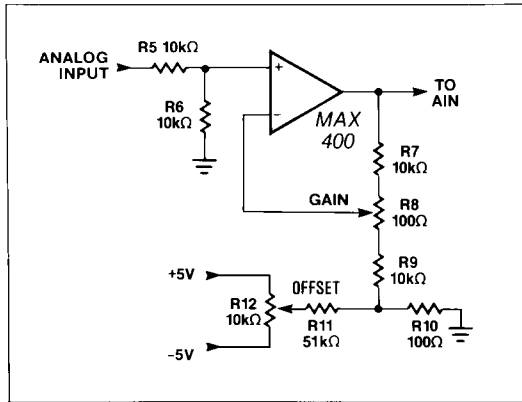 R5 10kΩ
ANALOG
INPUT
R6
10kΩ
+
−
MAX
400
TO
AIN
R7
10kΩ
GAIN
R8
100Ω
R9
10kΩ
+5V
R12
10kΩ
−5V
OFFSET
R11
51kΩ
R10
100Ω